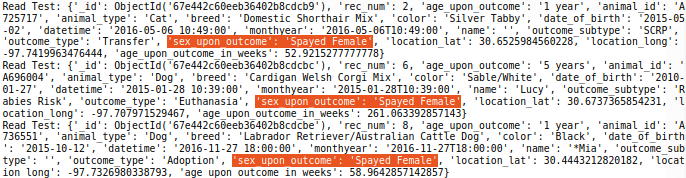 Read Test: {'_id': ObjectId('67e442c60eeb36402b8cdcb9'), 'rec_num': 2, 'age_upon_outcome': '1 year', 'animal_id': 'A
725717', 'animal_type': 'Cat', 'breed': 'Domestic Shorthair Mix', 'color': 'Silver Tabby', 'date_of_birth': '2015-05
-02', 'datetime': '2016-05-06 10:49:00', 'monthyear': '2016-05-06T10:49:00', 'name': '', 'outcome_subtype': 'SCRP',
'outcome_type': 'Transfer', 'sex_upon_outcome': 'Spayed Female', 'location_lat': 30.6525984560228, 'location_long':
-97.7419963476444, 'age_upon_outcome_in_weeks': 52.9215277777778}
Read Test: {'_id': ObjectId('67e442c60eeb36402b8cdcbc'), 'rec_num': 6, 'age_upon_outcome': '5 years', 'animal_id': '
A696004', 'animal_type': 'Dog', 'breed': 'Cardigan Welsh Corgi Mix', 'color': 'Sable/White', 'date_of_birth': '2010-
01-27', 'datetime': '2015-01-28 10:39:00', 'monthyear': '2015-01-28T10:39:00', 'name': 'Lucy', 'outcome_subtype': 'R
abies Risk', 'outcome_type': 'Euthanasia', 'sex_upon_outcome': 'Spayed Female', 'location_lat': 30.6737365854231, 'l
ocation_long': -97.707971529467, 'age_upon_outcome_in_weeks': 261.063392857143}
Read Test: {'_id': ObjectId('67e442c60eeb36402b8cdcbe'), 'rec_num': 8, 'age_upon_outcome': '1 year', 'animal_id': 'A
736551', 'animal_type': 'Dog', 'breed': 'Labrador Retriever/Australian Cattle Dog', 'color': 'Black', 'date_of_birth
': '2015-10-12', 'datetime': '2016-11-27 18:00:00', 'monthyear': '2016-11-27T18:00:00', 'name': '*Mia', 'outcome_sub
type': '', 'outcome_type': 'Adoption', 'sex_upon_outcome': 'Spayed Female', 'location_lat': 30.4443212820182, 'locat
ion_long': -97.7326980338793, 'age_upon_outcome_in_weeks': 58.9642857142857}